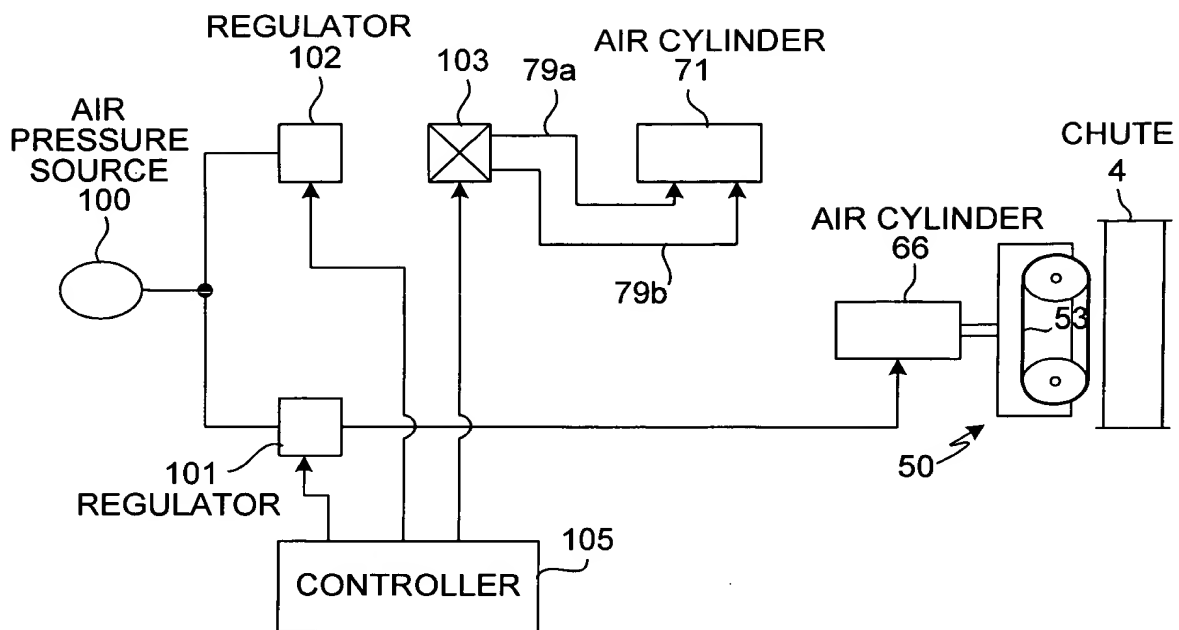 REGULATOR
102
103
79a
AIR CYLINDER
71
AIR
PRESSURE
SOURCE
100
CHUTE
4
AIR CYLINDER
66
79b
53
101
REGULATOR
50
105
CONTROLLER